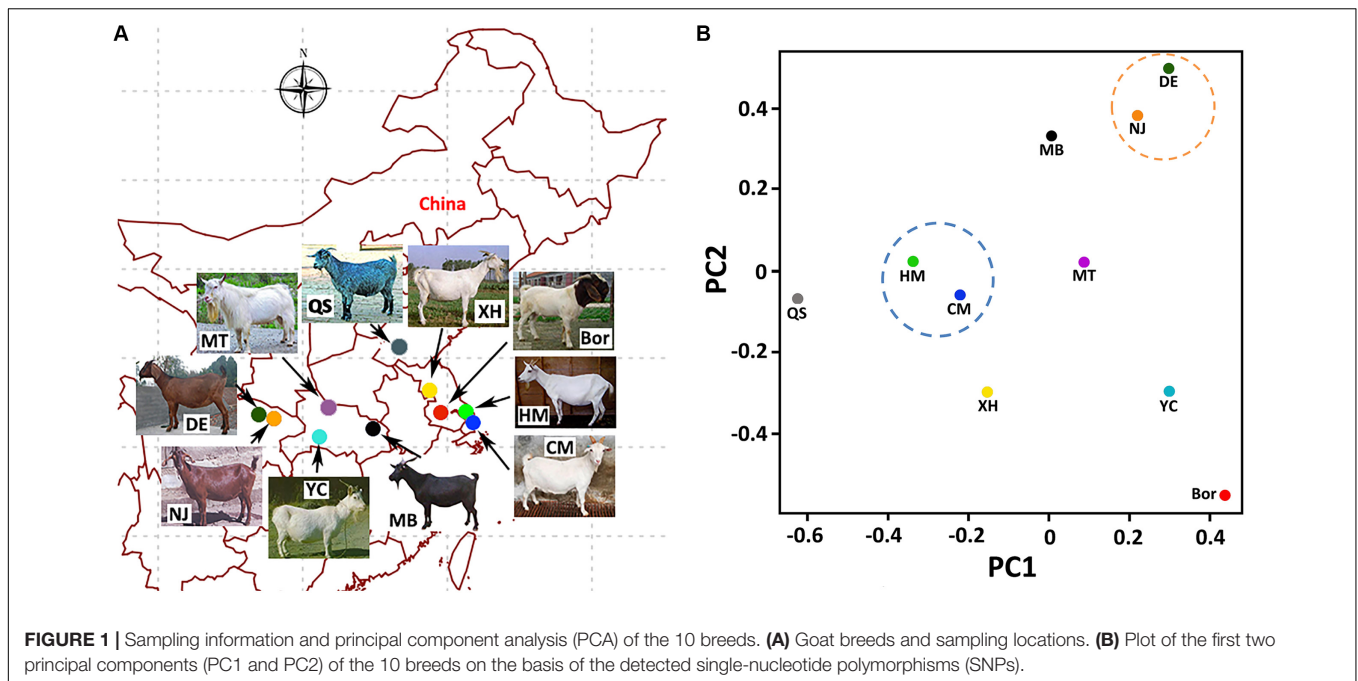 A
N
China
QS
XH
MT
Bor
HM
DE
CM
NJ
YC
MB
B
PC2
0.4
0.2
0
-0.2
-0.4
DE
NJ
MB
HM
MT
QS
CM
XH
YC
Bor
-0.6
-0.4
-0.2
0
0.2
0.4
PC1
FIGURE 1 | Sampling information and principal component analysis (PCA) of the 10 breeds. (A) Goat breeds and sampling locations. (B) Plot of the first two
principal components (PC1 and PC2) of the 10 breeds on the basis of the detected single-nucleotide polymorphisms (SNPs).